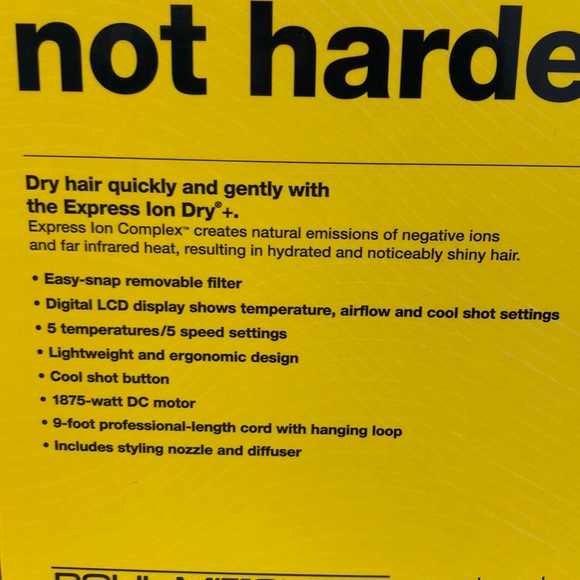 not harde
Dry hair quickly and gently with
the Express Ion Dry®+.
Express Ion Complex™ creates natural emissions of negative ions
and far infrared heat, resulting in hydrated and noticeably shiny hair.
• Easy-snap removable filter
• Digital LCD display shows temperature, airflow and cool shot settings
• 5 temperatures/5 speed settings
• Lightweight and ergonomic design
• Cool shot button
• 1875-watt DC motor
• 9-foot professional-length cord with hanging loop
• Includes styling nozzle and diffuser